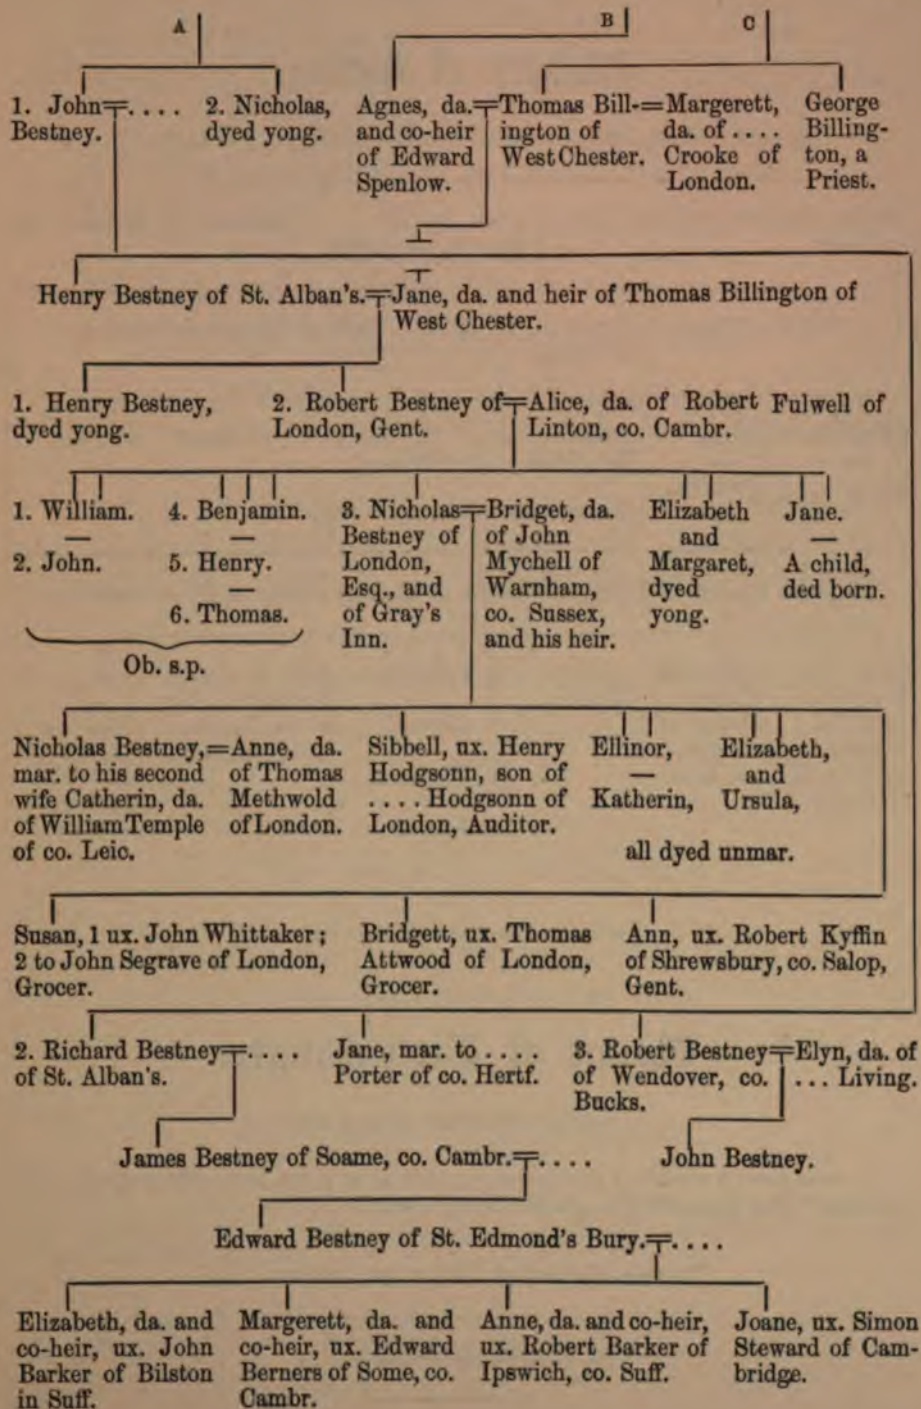 A
B
C
1. John=.... 2. Nicholas, Agnes, da.=Thomas Bill-=Margerett, George
Bestney. dyed yong. and co-heir ington of da. of .... Billing-
of Edward West Chester. Crooke of ton, a
Spenlow. London. Priest.
Henry Bestney of St. Alban's.=Jane, da. and heir of Thomas Billington of
West Chester.
1. Henry Bestney, 2. Robert Bestney of=Alice, da. of Robert Fulwell of
dyed yong. London, Gent. Linton, co. Cambr.
1. William. 4. Benjamin. 3. Nicholas=Bridget, da. Elizabeth Jane.
— — Bestney of of John and —
2. John. 5. Henry. London, Mychell of Margaret, A child,
— Esq., and Warnham, dyed ded born.
6. Thomas. of Gray's co. Sussex, yong.
Inn. and his heir.
Ob. s.p.
Nicholas Bestney,=Anne, da. Sibbell, ux. Henry Ellinor, Elizabeth,
mar. to his second of Thomas Hodgsonn, son of — and
wife Catherin, da. Methwold .... Hodgsonn of Katherin, Ursula,
of William Temple of London. London, Auditor.
of co. Leic. all dyed unmar.
Susan, 1 ux. John Whittaker; Bridgett, ux. Thomas Ann, ux. Robert Kyffin
2 to John Segrave of London, Attwood of London, of Shrewsbury, co. Salop,
Grocer. Grocer. Gent.
2. Richard Bestney=.... Jane, mar. to .... 3. Robert Bestney=Elyn, da. of
of St. Alban's. Porter of co. Hertf. of Wendover, co. ... Living.
Bucks.
James Bestney of Soame, co. Cambr.=.... John Bestney.
Edward Bestney of St. Edmond's Bury.=....
Elizabeth, da. and Margerett, da. and Anne, da. and co-heir, Joane, ux. Simon
co-heir, ux. John co-heir, ux. Edward ux. Robert Barker of Steward of Cam-
Barker of Bilston Berners of Some, co. Ipswich, co. Suff. bridge.
in Suff. Cambr.